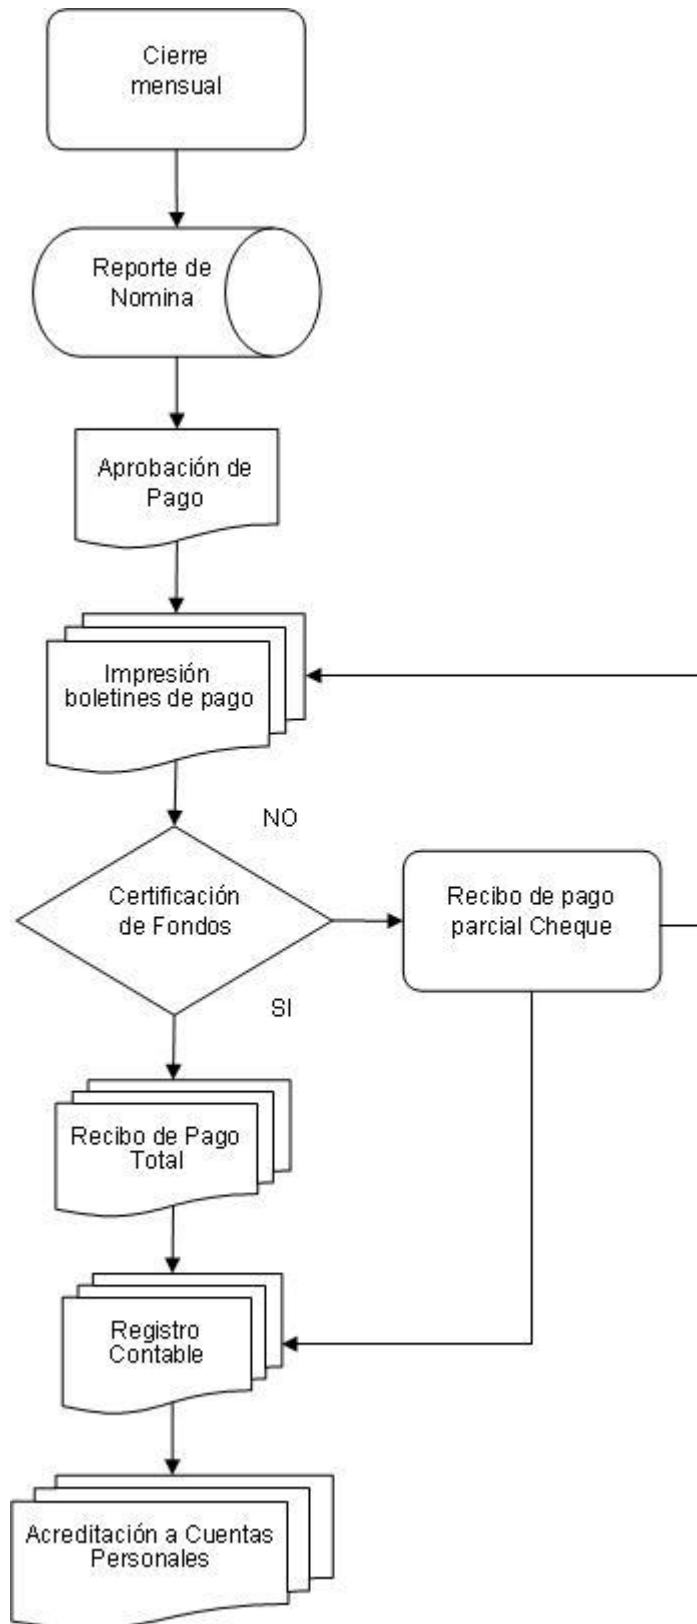 Cierre
mensual
Reporte de
Nomina
Aprobación de
Pago
Impresión
boletines de pago
NO
Certificación
de Fondos
Recibo de pago
parcial Cheque
SI
Recibo de Pago
Total
Registro
Contable
Acreditación a Cuentas
Personales